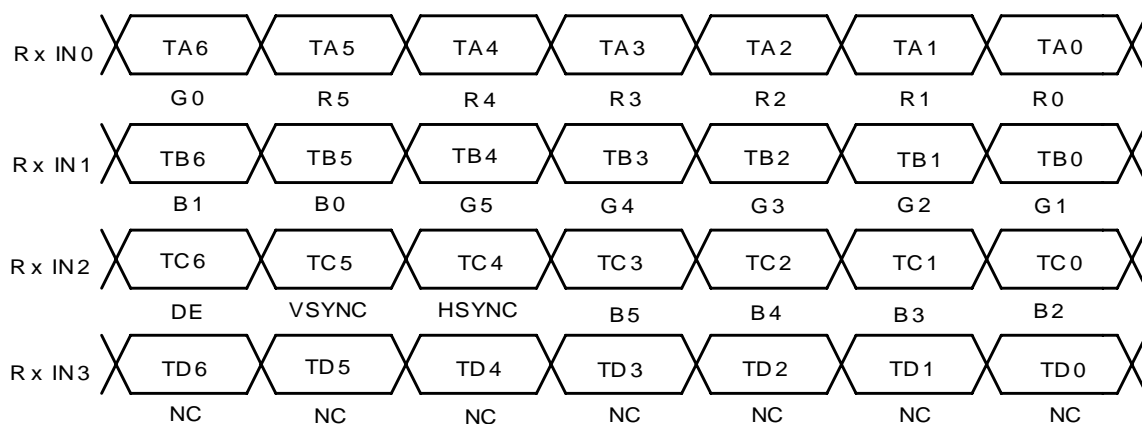 Rx IN0 TA6 TA5 TA4 TA3 TA2 TA1 TA0
G0 R5 R4 R3 R2 R1 R0
Rx IN1 TB6 TB5 TB4 TB3 TB2 TB1 TB0
B1 B0 G5 G4 G3 G2 G1
Rx IN2 TC6 TC5 TC4 TC3 TC2 TC1 TC0
DE VSYNC HSYNC B5 B4 B3 B2
Rx IN3 TD6 TD5 TD4 TD3 TD2 TD1 TD0
NC NC NC NC NC NC NC